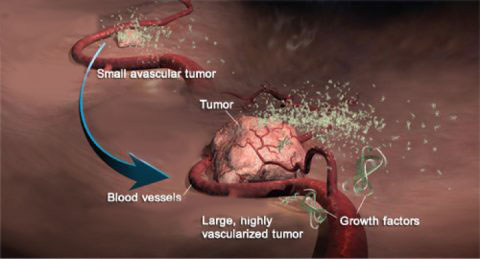 Small avascular tumor
Tumor
Blood vessels
Large, highly
vascularized tumor
Growth factors